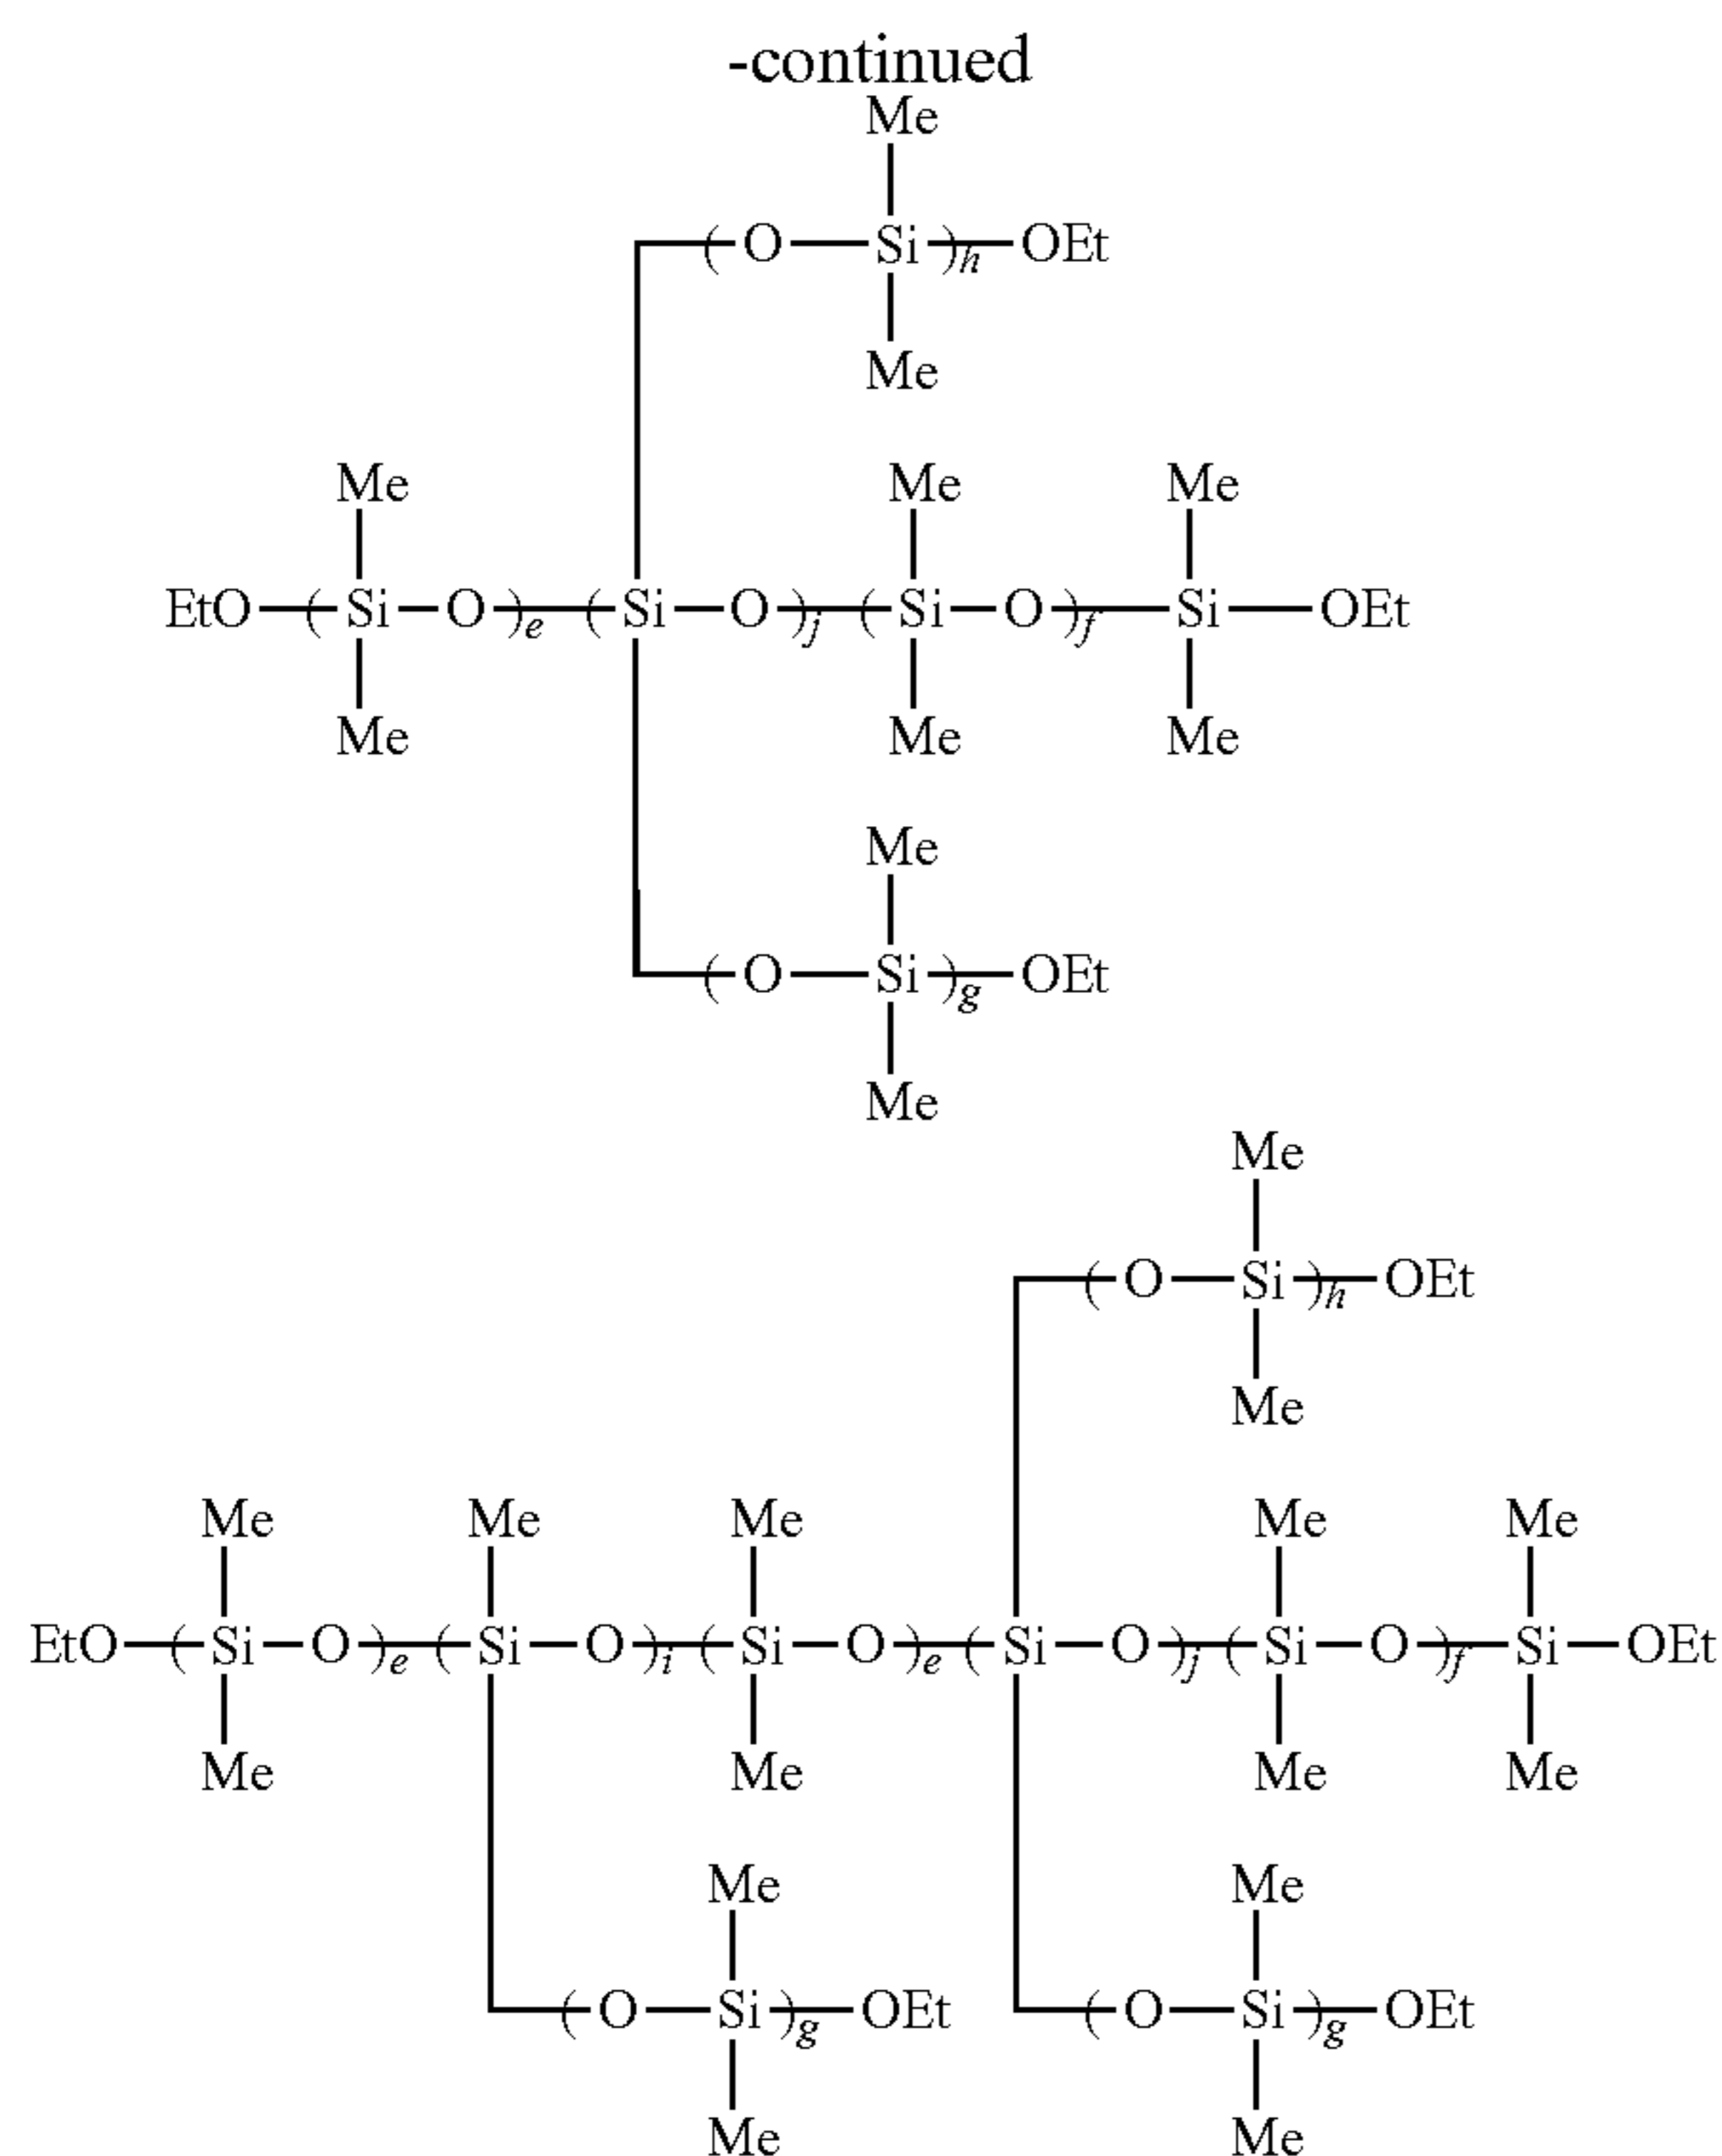 -continued
Me
( O Si )h OEt
Me
Me Me Me
EtO ( Si O )e ( Si O )j ( Si O )f Si OEt
Me Me Me
Me
( O Si )g OEt
Me
Me
( O Si )h OEt
Me
Me Me Me Me Me
EtO ( Si O )e ( Si O )i ( Si O )e ( Si O )j ( Si O )f Si OEt
Me Me Me Me
Me Me
( O Si )g OEt ( O Si )g OEt
Me Me